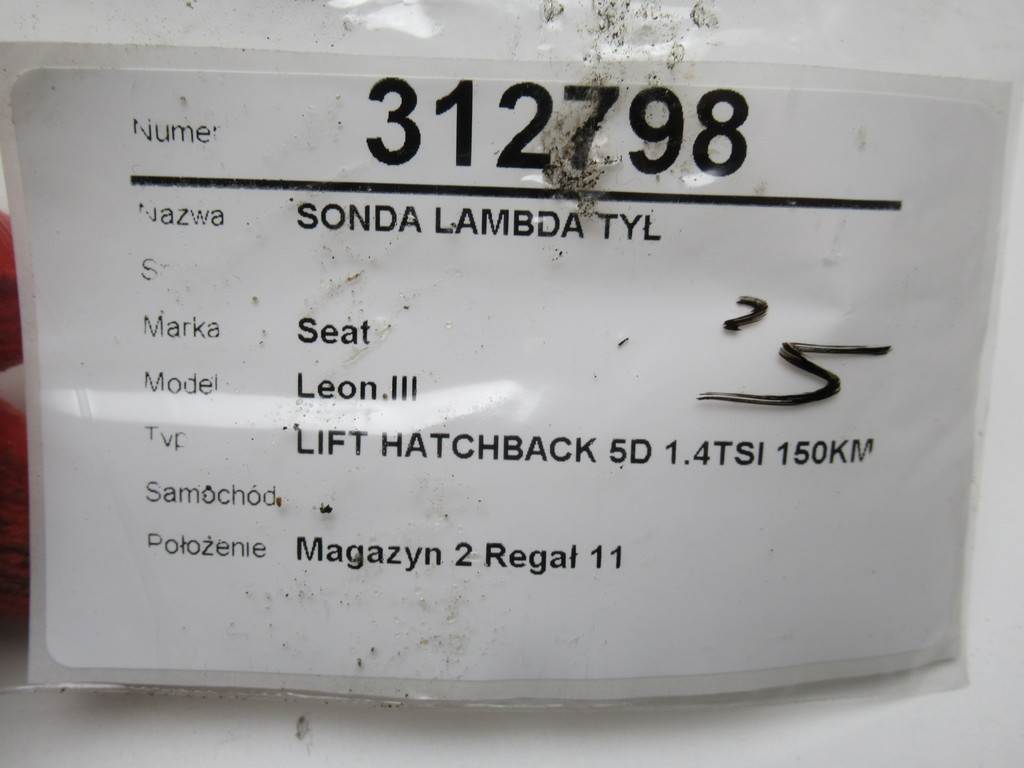 Numer 312798
Nazwa SONDA LAMBDA TYŁ
Marka Seat
Model Leon III
Typ LIFT HATCHBACK 5D 1.4TSI 150KM
Samochód
Położenie Magazyn 2 Regał 11